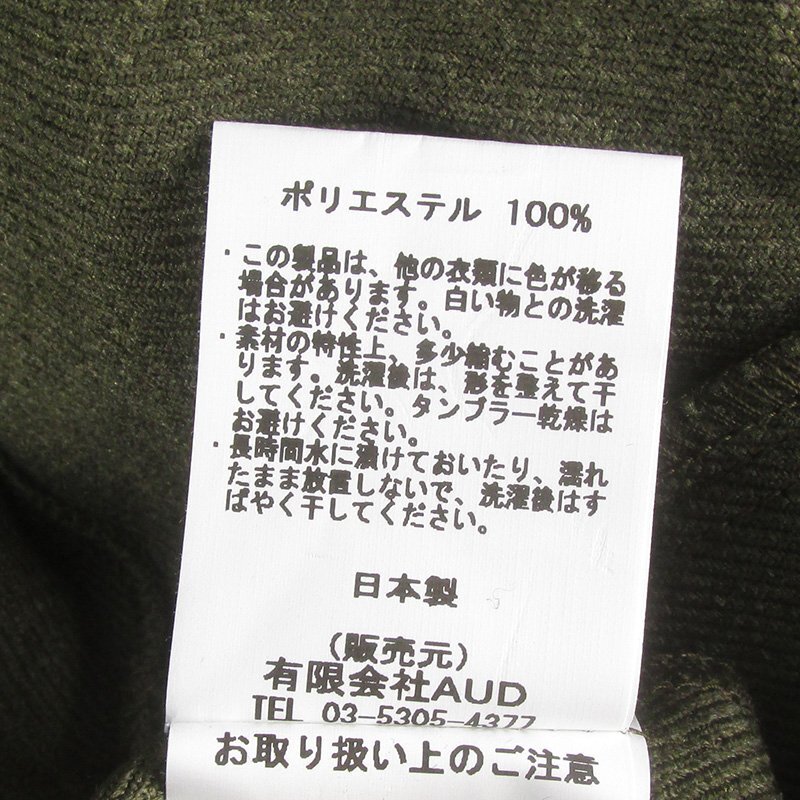 ポリエステル 100%
・この製品は、他の衣類に色が移る
場合があります。白い物との洗濯
はお避けください。
・素材の特性上、多少縮むことがあ
ります。洗濯後は、形を整えて干
してください。タンブラー乾燥は
お避けください。
・長時間水に漬けておいたり、濡れ
たまま放置しないで、洗濯後はす
ばやく干してください。
日本製
(販売元)
有限会社AUD
TEL 03-5305-4377
お取り扱い上のご注意